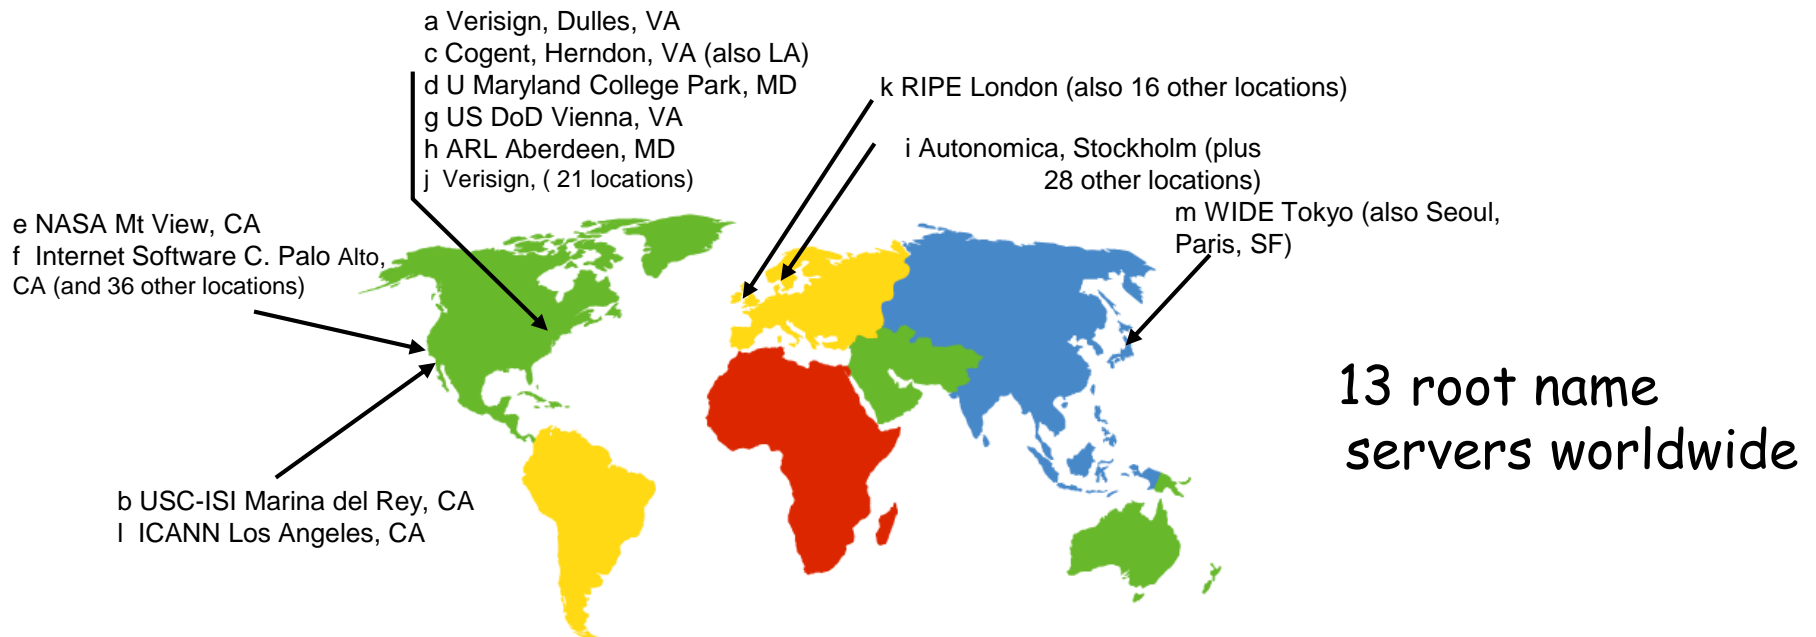 a Verisign, Dulles, VA
c Cogent, Herndon, VA (also LA)
d U Maryland College Park, MD
g US DoD Vienna, VA
h ARL Aberdeen, MD
j Verisign, ( 21 locations)
k RIPE London (also 16 other locations)
i Autonomica, Stockholm (plus
28 other locations)
m WIDE Tokyo (also Seoul,
Paris, SF)
e NASA Mt View, CA
f Internet Software C. Palo Alto,
CA (and 36 other locations)
13 root name
servers worldwide
b USC-ISI Marina del Rey, CA
l ICANN Los Angeles, CA